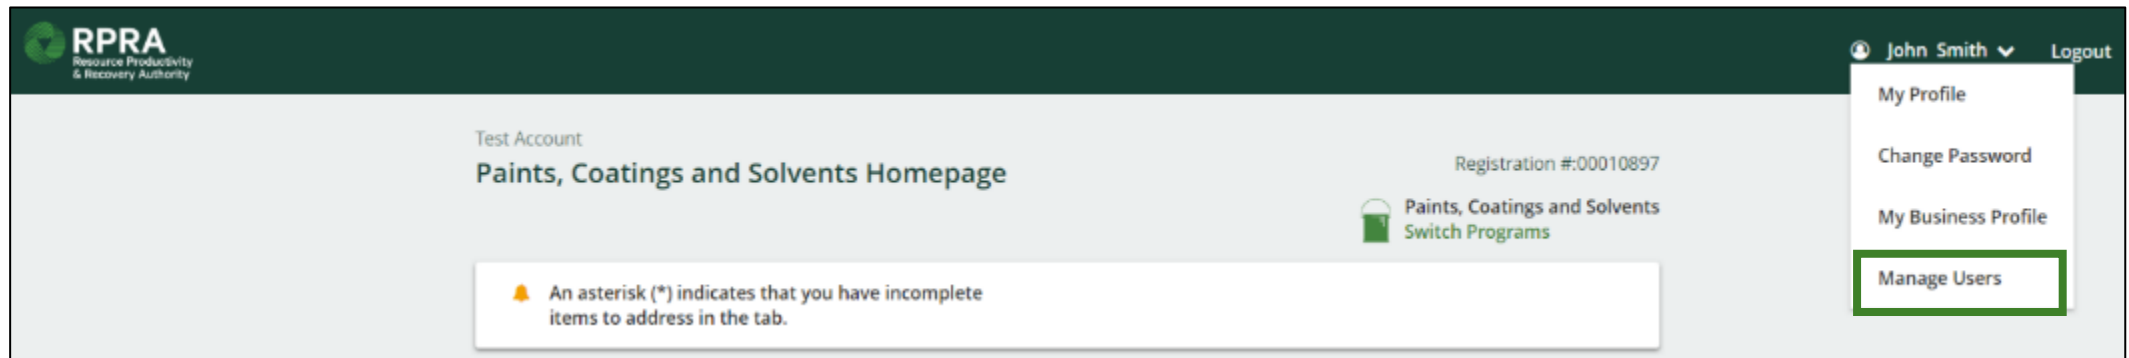 RPRA
Resource Productivity
& Recovery Authority
John Smith
Logout
My Profile
Change Password
My Business Profile
Manage Users
Test Account
Paints, Coatings and Solvents Homepage
Registration #:00010897
Paints, Coatings and Solvents
Switch Programs
An asterisk (*) indicates that you have incomplete
items to address in the tab.